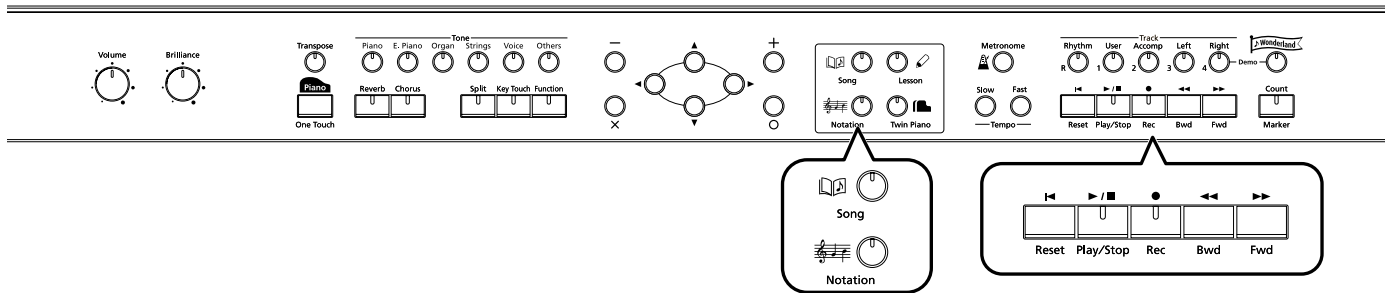 Volume
Brilliance
Transpose
Piano
One Touch
Tone
Piano E. Piano Organ Strings Voice Others
Reverb Chorus Split Key Touch Function
− +
× ○
Song Lesson
Notation Twin Piano
Metronome
Slow Fast
Tempo
Track
Rhythm User Accomp Left Right
R 1 2 3 4
Wonderland
Demo
Reset Play/Stop Rec Bwd Fwd
Count
Marker
Song
Notation
Reset Play/Stop Rec Bwd Fwd